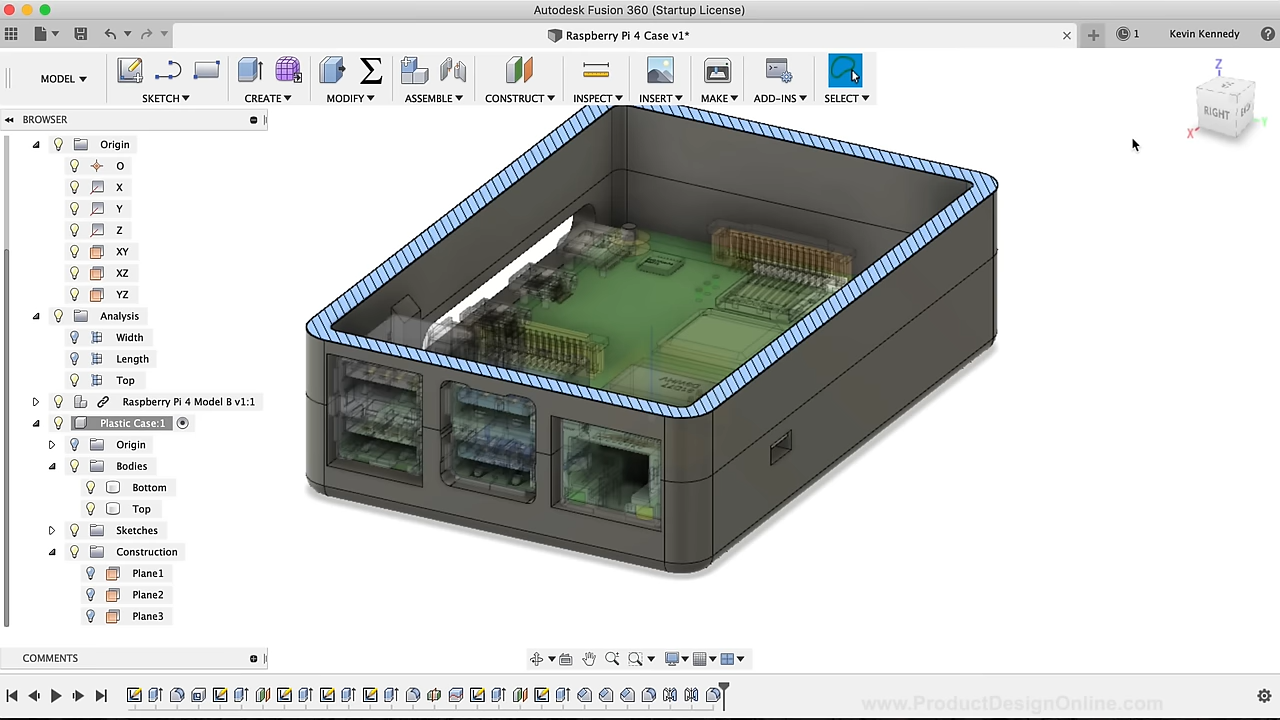 Autodesk Fusion 360 (Startup License)
Raspberry Pi 4 Case v1*
1
Kevin Kennedy
MODEL
SKETCH
CREATE
MODIFY
ASSEMBLE
CONSTRUCT
INSPECT
INSERT
MAKE
ADD-INS
SELECT
BROWSER
Z
RIGHT
X
Y
Origin
O
X
Y
Z
XY
XZ
YZ
Analysis
Width
Length
Top
Raspberry Pi 4 Model B v1:1
Plastic Case:1
Origin
Bodies
Bottom
Top
Sketches
Construction
Plane1
Plane2
Plane3
COMMENTS
www.ProductDesignOnline.com